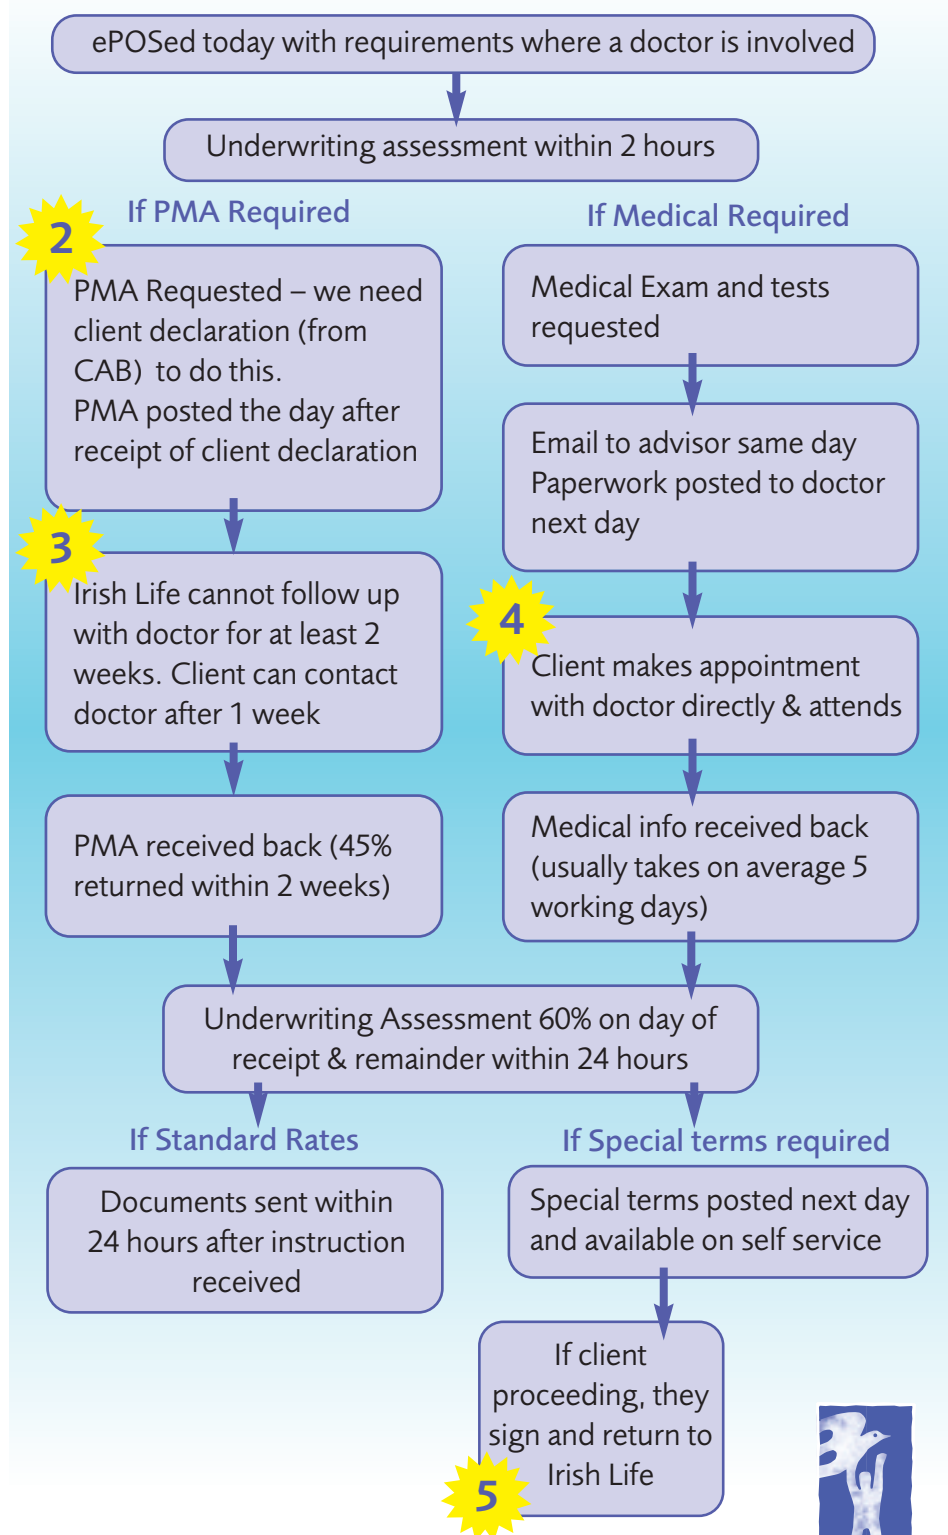 ePOSed today with requirements where a doctor is involved
Underwriting assessment within 2 hours
If PMA Required
2
PMA Requested – we need
client declaration (from
CAB) to do this.
PMA posted the day after
receipt of client declaration
3
Irish Life cannot follow up
with doctor for at least 2
weeks. Client can contact
doctor after 1 week
PMA received back (45%
returned within 2 weeks)
If Medical Required
Medical Exam and tests
requested
Email to advisor same day
Paperwork posted to doctor
next day
4
Client makes appointment
with doctor directly & attends
Medical info received back
(usually takes on average 5
working days)
Underwriting Assessment 60% on day of
receipt & remainder within 24 hours
If Standard Rates
Documents sent within
24 hours after instruction
received
If Special terms required
Special terms posted next day
and available on self service
If client
proceeding, they
sign and return to
Irish Life
5